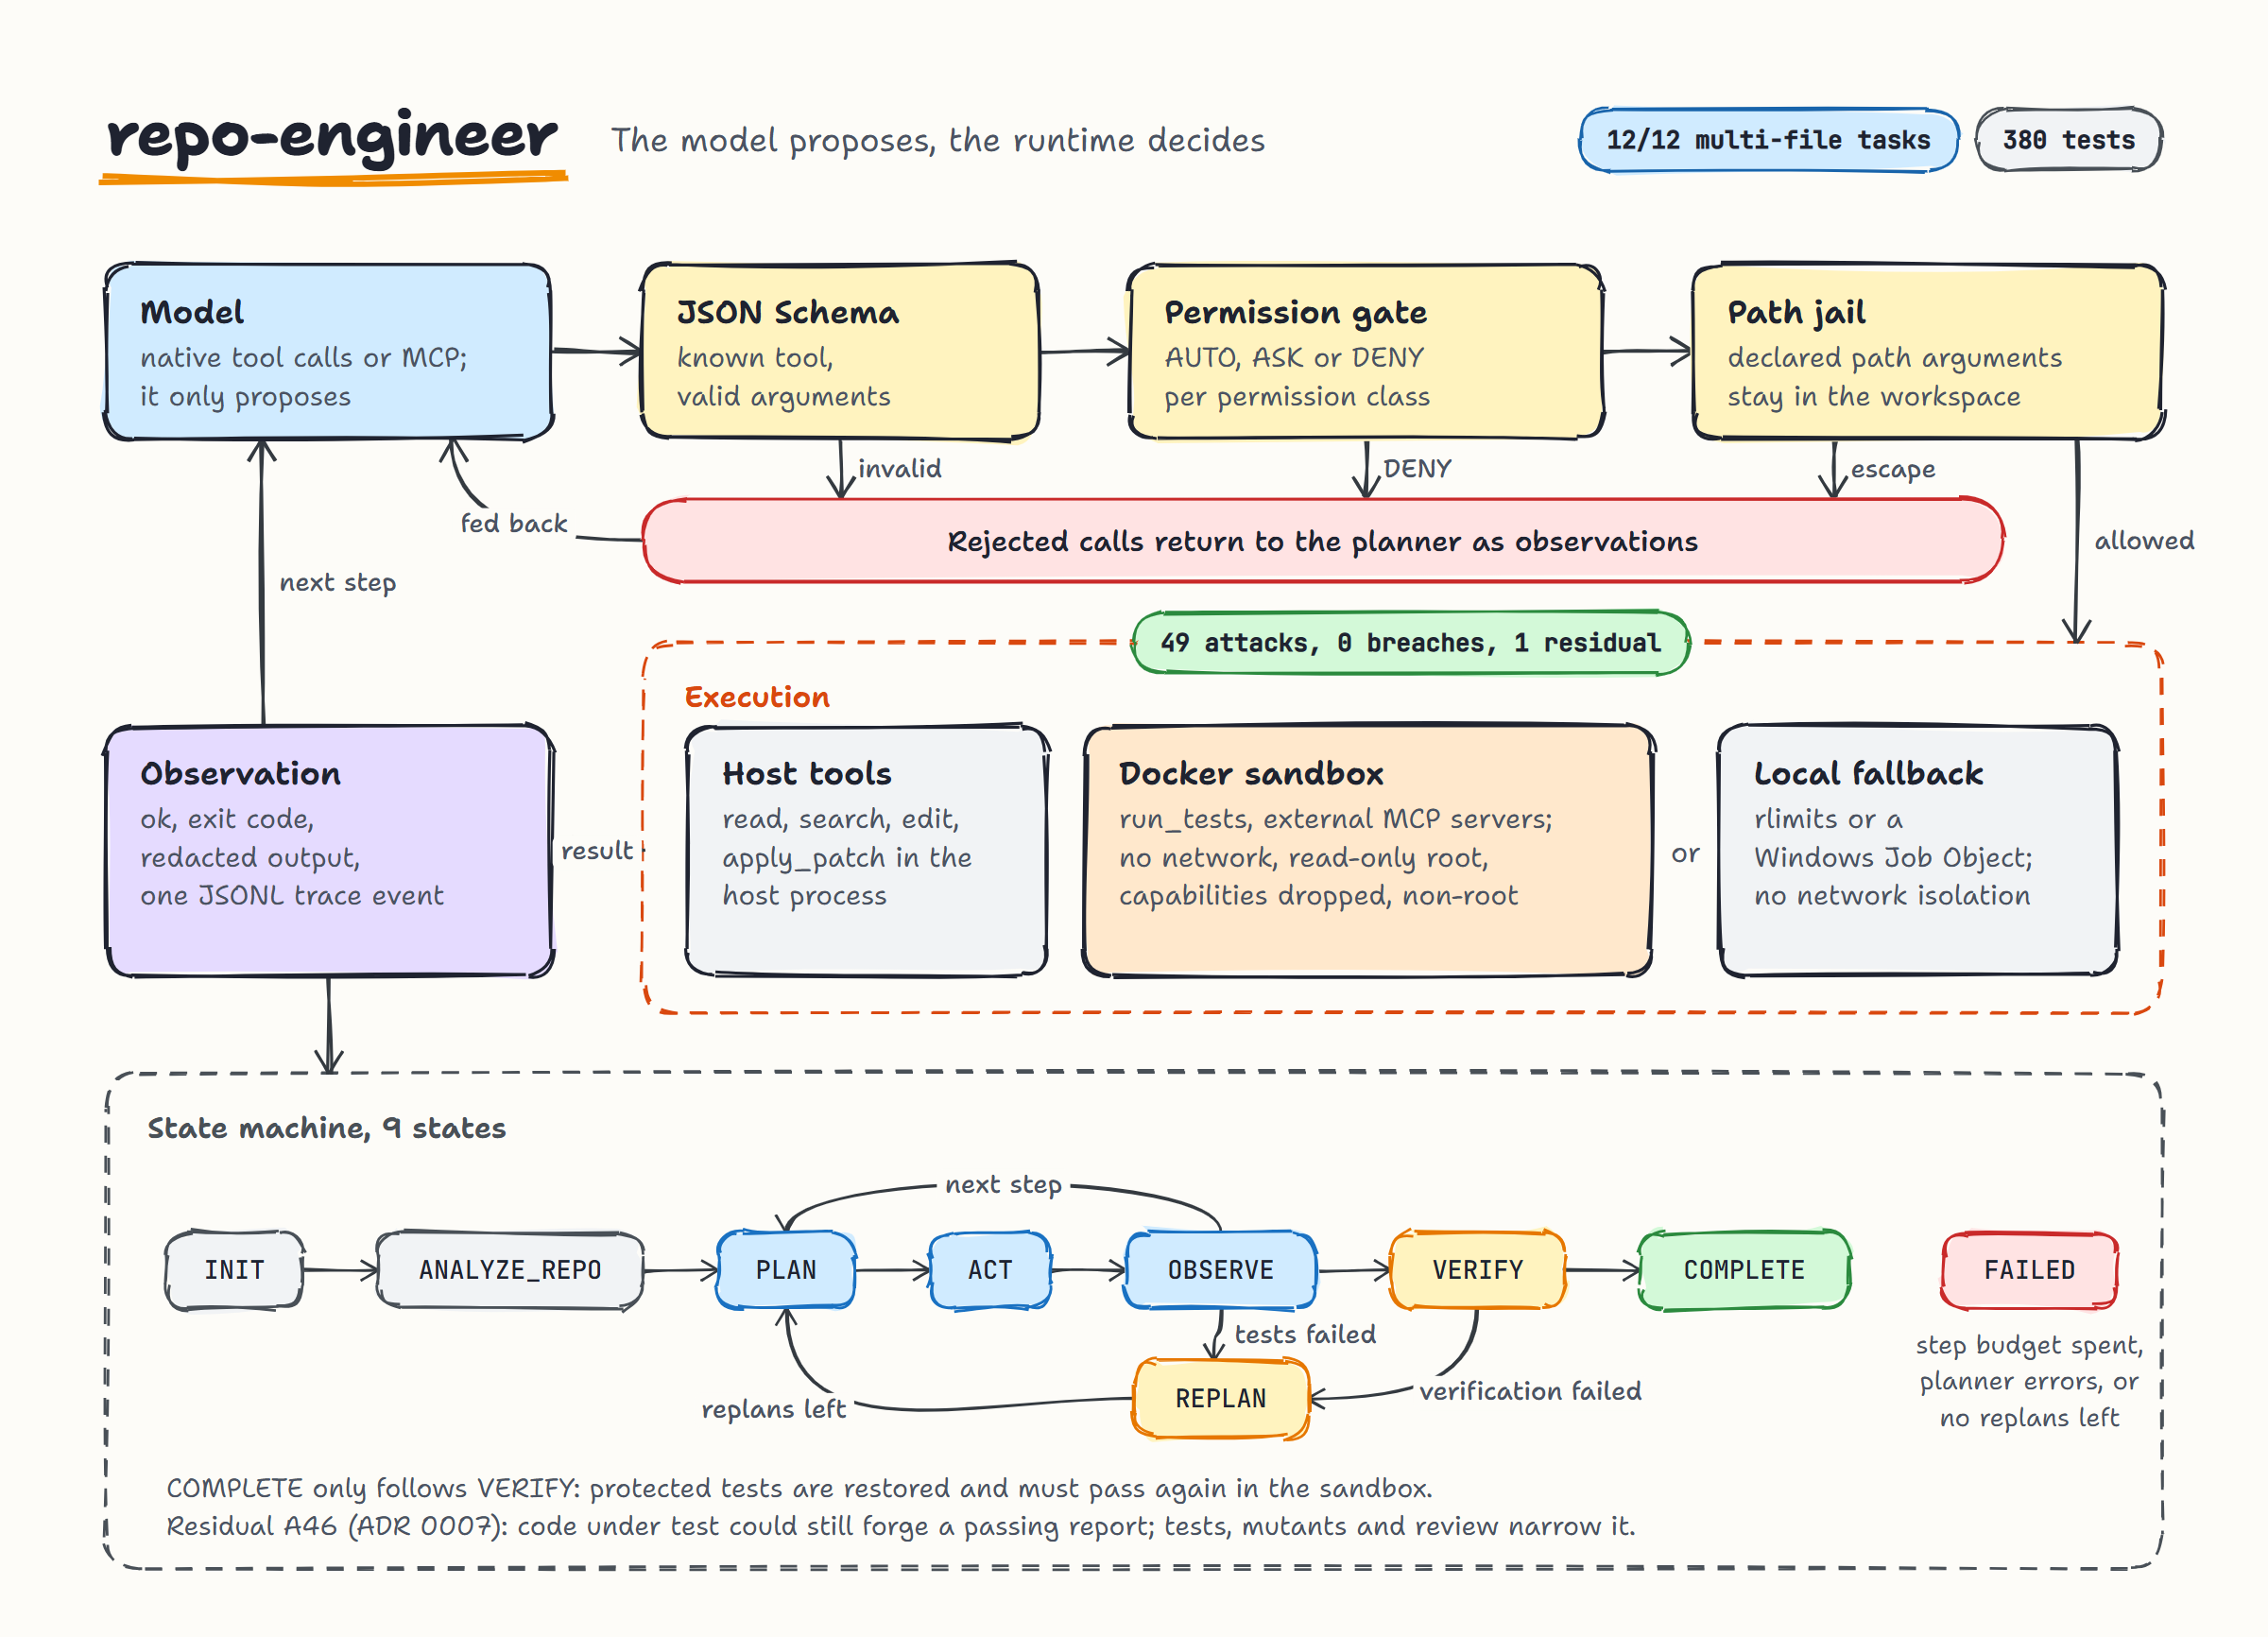 repo-engineer
The model proposes, the runtime decides
12/12 multi-file tasks
380 tests
Model
native tool calls or MCP;
it only proposes
JSON Schema
known tool,
valid arguments
Permission gate
AUTO, ASK or DENY
per permission class
Path jail
declared path arguments
stay in the workspace
invalid
DENY
escape
fed back
Rejected calls return to the planner as observations
allowed
next step
49 attacks, 0 breaches, 1 residual
Execution
Observation
ok, exit code,
redacted output,
one JSONL trace event
result
Host tools
read, search, edit,
apply_patch in the
host process
Docker sandbox
run_tests, external MCP servers;
no network, read-only root,
capabilities dropped, non-root
or
Local fallback
rlimits or a
Windows Job Object;
no network isolation
State machine, 9 states
next step
INIT
ANALYZE_REPO
PLAN
ACT
OBSERVE
VERIFY
COMPLETE
FAILED
tests failed
step budget spent,
planner errors, or
no replans left
replans left
REPLAN
verification failed
COMPLETE only follows VERIFY: protected tests are restored and must pass again in the sandbox.
Residual A46 (ADR 0007): code under test could still forge a passing report; tests, mutants and review narrow it.